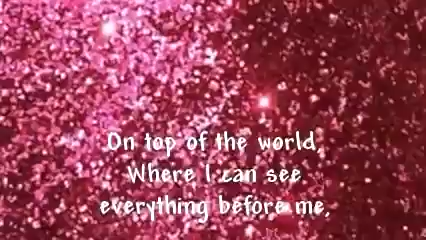 On top of the world,
Where I can see
everything before me,